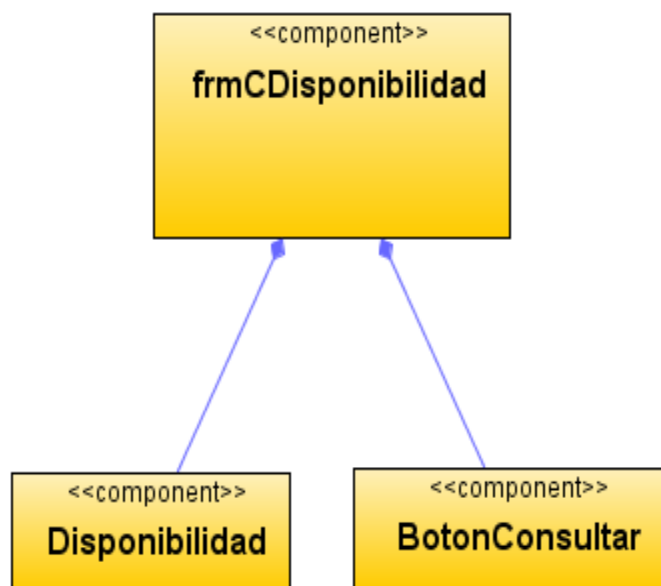 <<component>>
frmCDisponibilidad
<<component>>
Disponibilidad
<<component>>
BotonConsultar